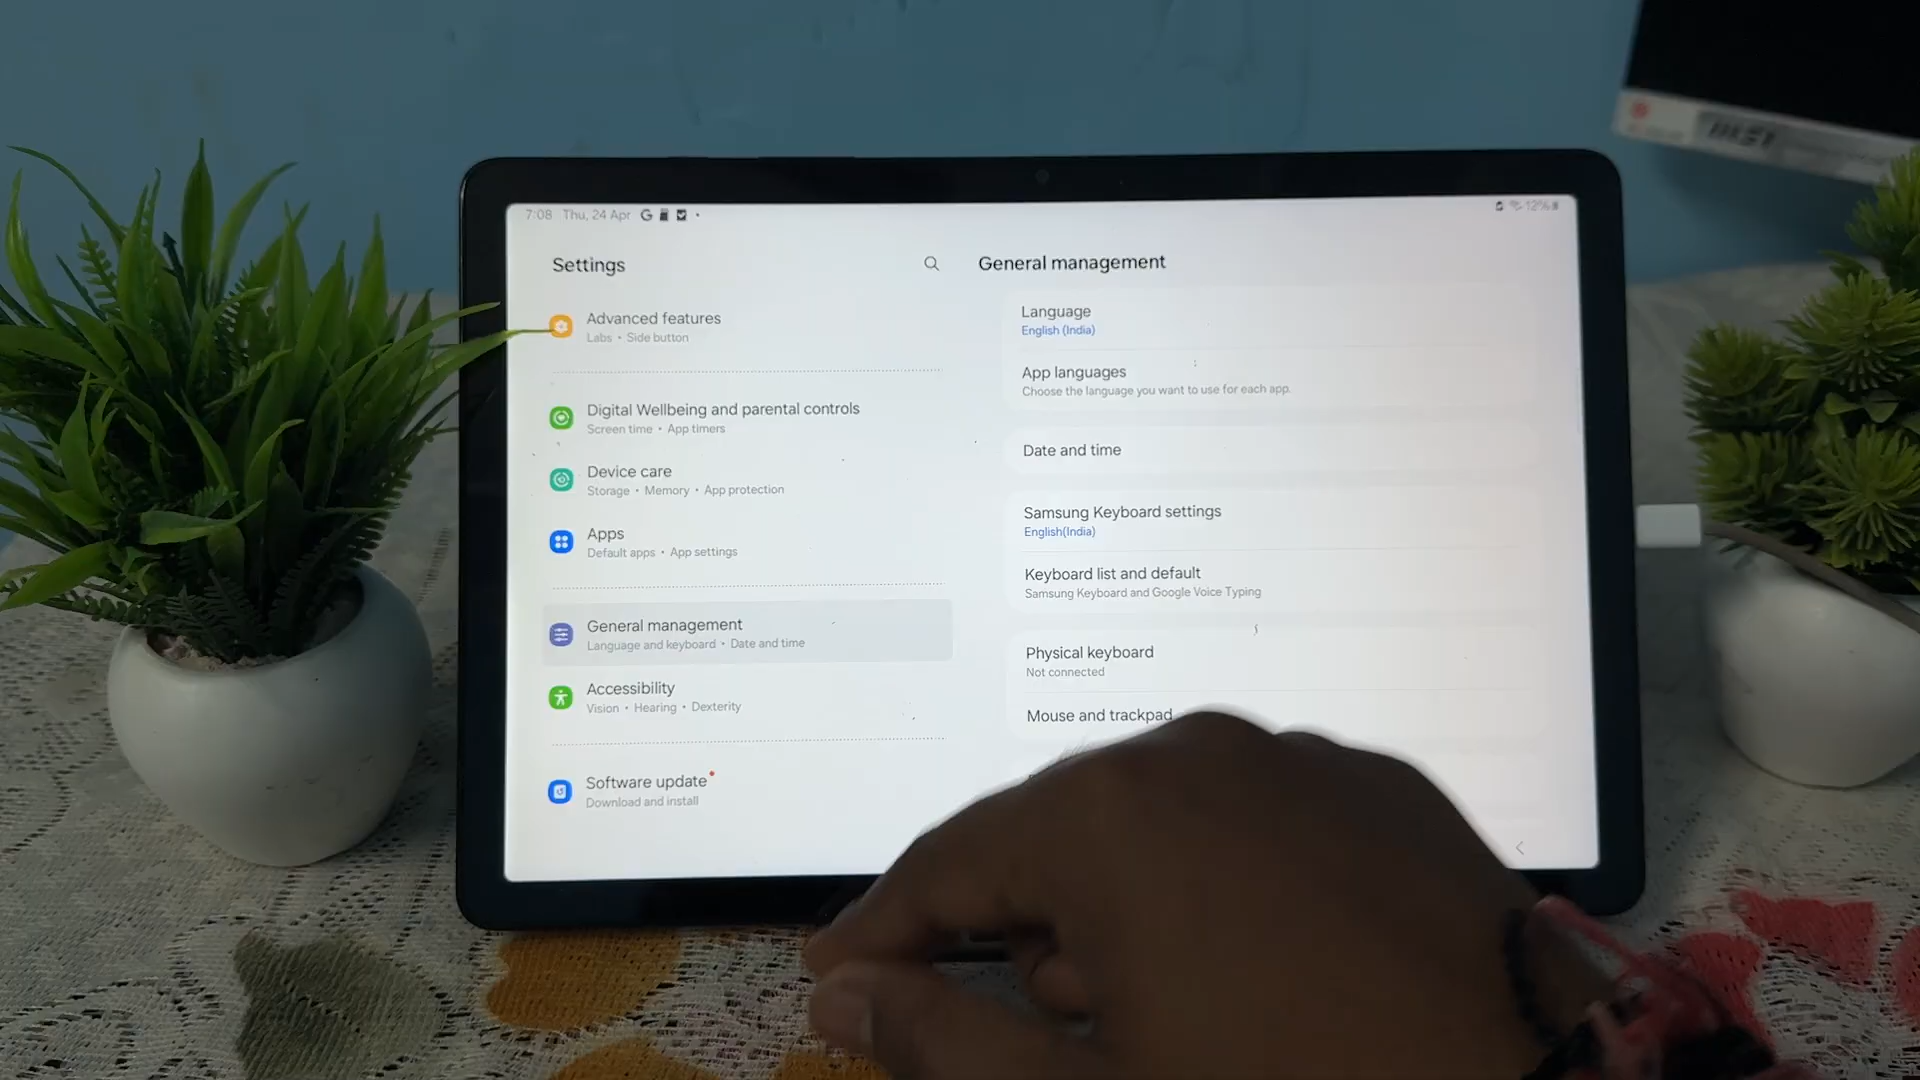 msi
7:08 Thu, 24 Apr G
12%
Settings
Advanced features
Labs • Side button
Digital Wellbeing and parental controls
Screen time • App timers
Device care
Storage • Memory • App protection
Apps
Default apps • App settings
General management
Language and keyboard • Date and time
Accessibility
Vision • Hearing • Dexterity
Software update
Download and install
General management
Language
English (India)
App languages
Choose the language you want to use for each app.
Date and time
Samsung Keyboard settings
English(India)
Keyboard list and default
Samsung Keyboard and Google Voice Typing
Physical keyboard
Not connected
Mouse and trackpad